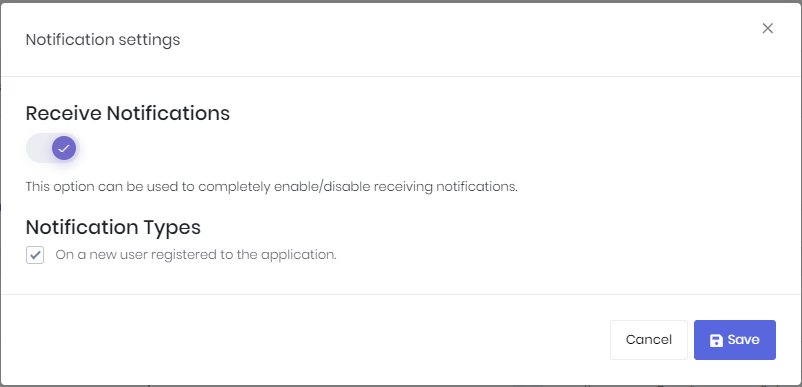 Notification settings
Receive Notifications
This option can be used to completely enable/disable receiving notifications.
Notification Types
On a new user registered to the application.
Cancel
Save